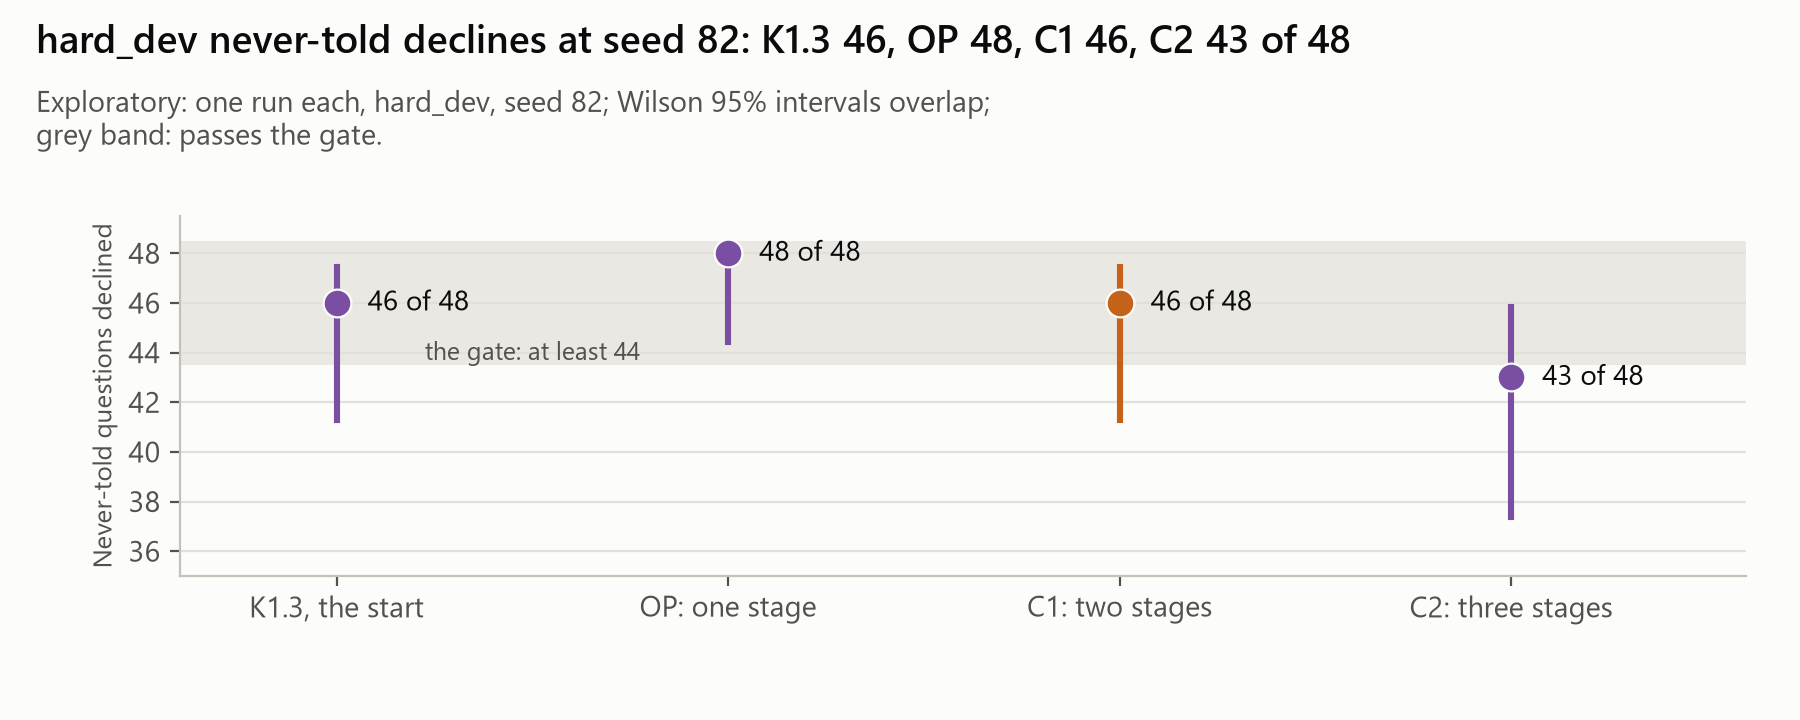 hard_dev never-told declines at seed 82: K1.3 46, OP 48, C1 46, C2 43 of 48
Exploratory: one run each, hard_dev, seed 82; Wilson 95% intervals overlap;
grey band: passes the gate.
Never-told questions declined
48
46
44
42
40
38
36
46 of 48
48 of 48
46 of 48
43 of 48
the gate: at least 44
K1.3, the start
OP: one stage
C1: two stages
C2: three stages